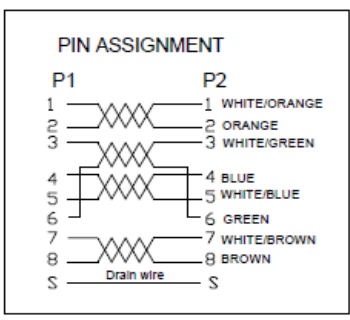 PIN ASSIGNMENT
P1 P2
1 1 WHITE/ORANGE
2 2 ORANGE
3 3 WHITE/GREEN
4 4 BLUE
5 5 WHITE/BLUE
6 6 GREEN
7 7 WHITE/BROWN
8 8 BROWN
S Drain wire S